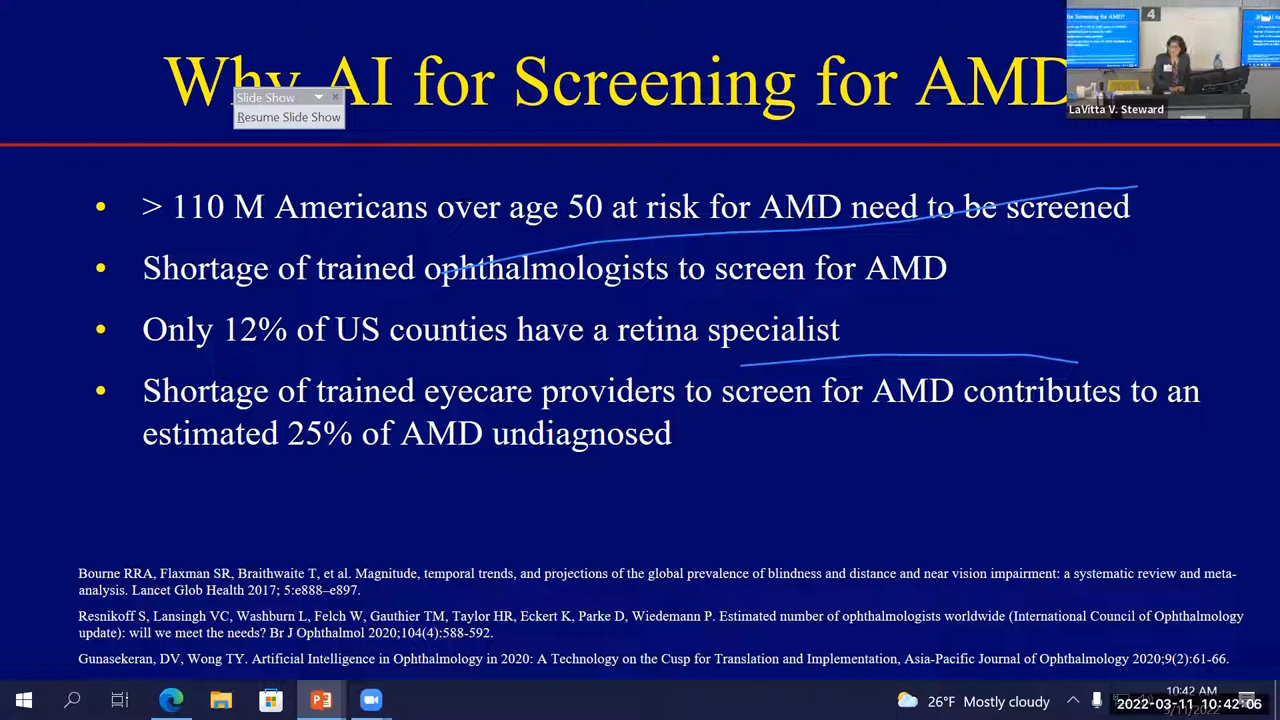 Why AI for Screening for AMD
Slide Show
Resume Slide Show
4
for Screening for AMD?
LaVitta V. Steward
• > 110 M Americans over age 50 at risk for AMD need to be screened
• Shortage of trained ophthalmologists to screen for AMD
• Only 12% of US counties have a retina specialist
• Shortage of trained eyecare providers to screen for AMD contributes to an
estimated 25% of AMD undiagnosed
Bourne RRA, Flaxman SR, Braithwaite T, et al. Magnitude, temporal trends, and projections of the global prevalence of blindness and distance and near vision impairment: a systematic review and meta-
analysis. Lancet Glob Health 2017; 5:e888–e897.
Resnikoff S, Lansingh VC, Washburn L, Felch W, Gauthier TM, Taylor HR, Eckert K, Parke D, Wiedemann P. Estimated number of ophthalmologists worldwide (International Council of Ophthalmology
update): will we meet the needs? Br J Ophthalmol 2020;104(4):588-592.
Gunasekeran, DV, Wong TY. Artificial Intelligence in Ophthalmology in 2020: A Technology on the Cusp for Translation and Implementation, Asia-Pacific Journal of Ophthalmology 2020;9(2):61-66.
26°F Mostly cloudy
10:42 AM
2022-03-11 10:42:06